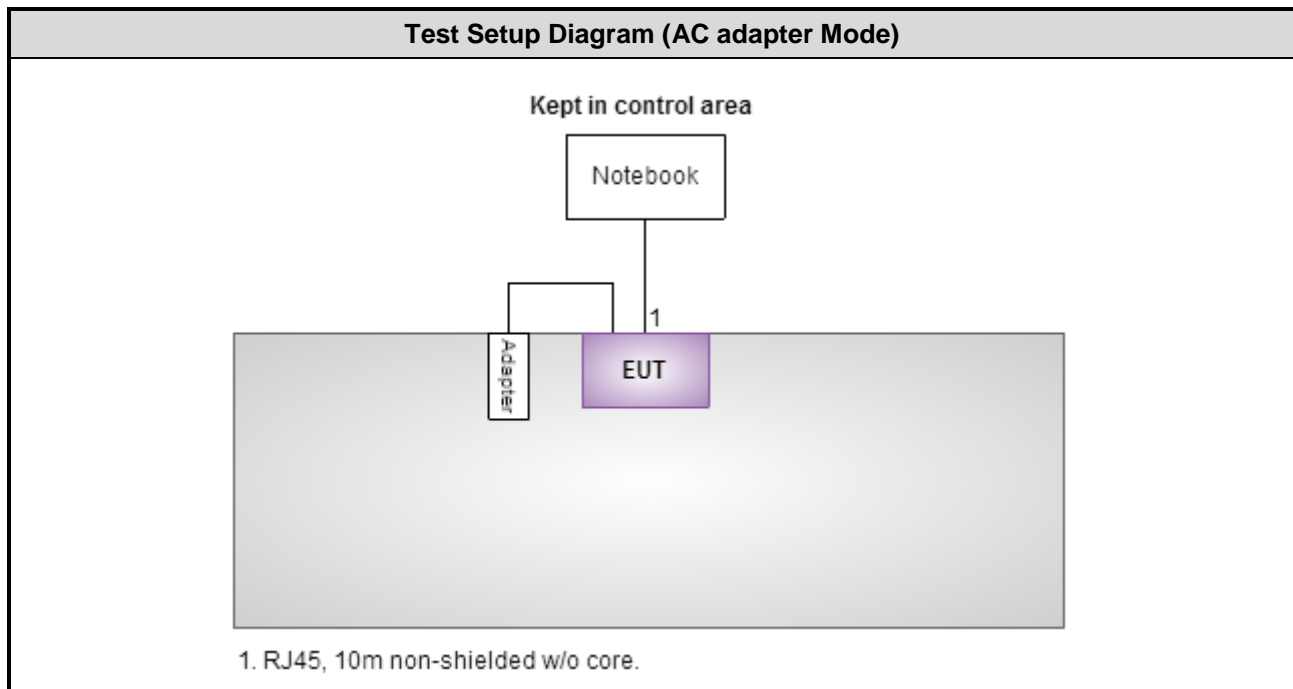 Test Setup Diagram (AC adapter Mode)
Kept in control area
Notebook
1
Adapter
EUT
1. RJ45, 10m non-shielded w/o core.